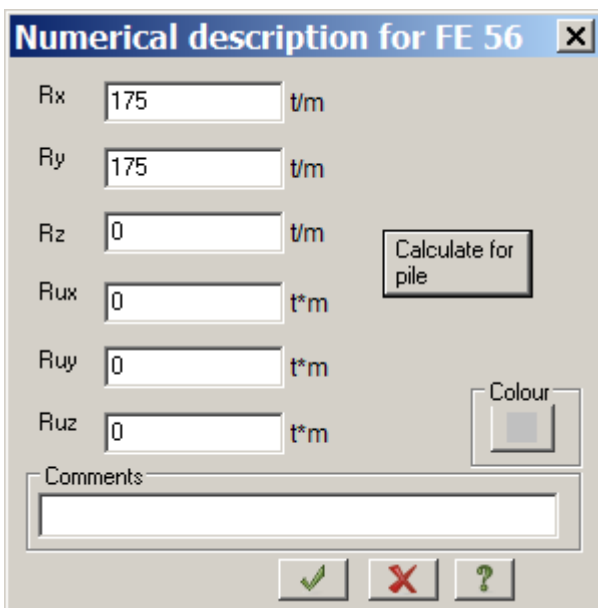 Numerical description for FE 56
Rx 175 t/m
Ry 175 t/m
Rz 0 t/m
Calculate for
pile
Rux 0 t*m
Ruy 0 t*m
Colour
Ruz 0 t*m
Comments
?